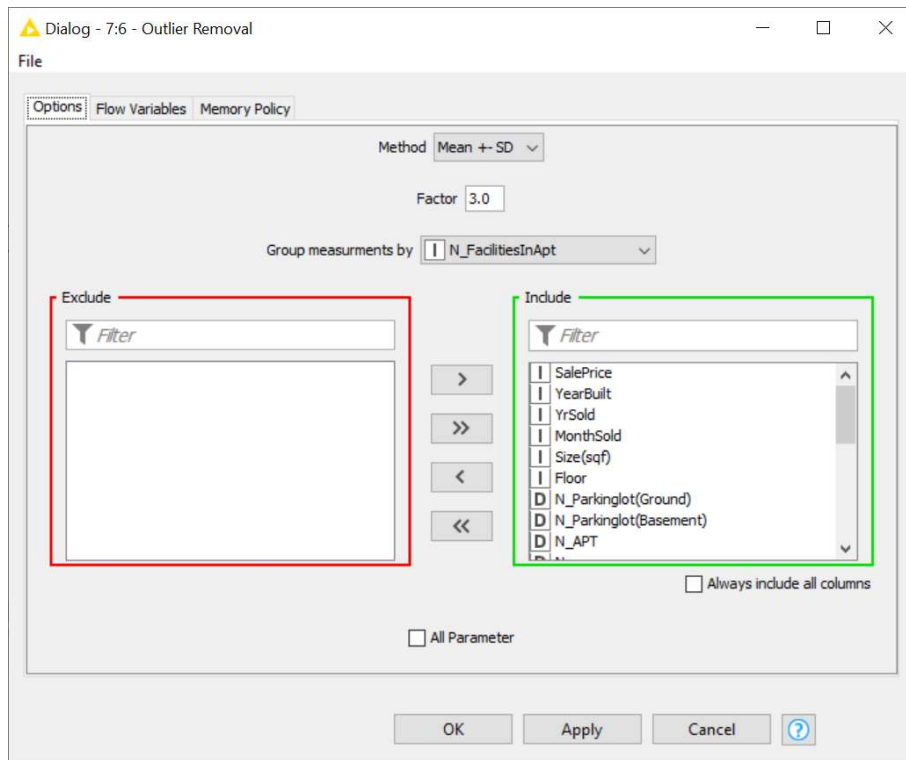 Dialog - 7:6 - Outlier Removal
File
Options Flow Variables Memory Policy
Method Mean +- SD
Factor 3.0
Group measurments by I N_FacilitiesInApt
Exclude Include
Filter Filter
I SalePrice
I YearBuilt
> I YrSold
I MonthSold
>> I Size(sqf)
< I Floor
D N_Parkinglot(Ground)
<< D N_Parkinglot(Basement)
D N_APT
Always include all columns
All Parameter
OK Apply Cancel ?